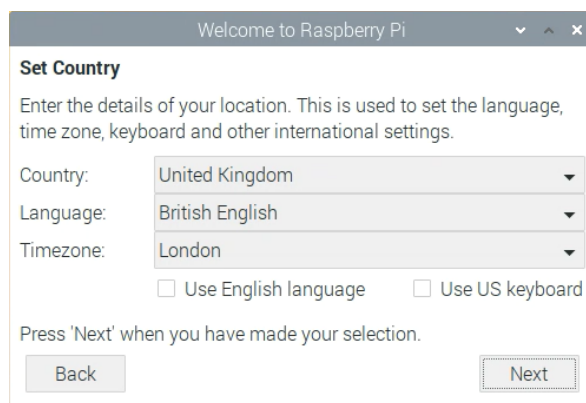 Welcome to Raspberry Pi
Set Country
Enter the details of your location. This is used to set the language,
time zone, keyboard and other international settings.
Country: United Kingdom
Language: British English
Timezone: London
Use English language Use US keyboard
Press 'Next' when you have made your selection.
Back Next